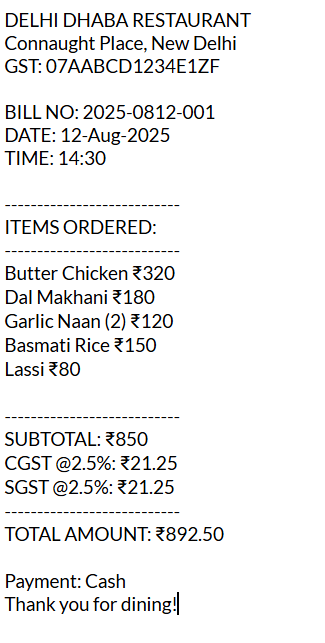 DELHI DHABA RESTAURANT
Connaught Place, New Delhi
GST: 07AABCD1234E1ZF
BILL NO: 2025-0812-001
DATE: 12-Aug-2025
TIME: 14:30
---------------------------
ITEMS ORDERED:
---------------------------
Butter Chicken ₹320
Dal Makhani ₹180
Garlic Naan (2) ₹120
Basmati Rice ₹150
Lassi ₹80
---------------------------
SUBTOTAL: ₹850
CGST @2.5%: ₹21.25
SGST @2.5%: ₹21.25
---------------------------
TOTAL AMOUNT: ₹892.50
Payment: Cash
Thank you for dining!